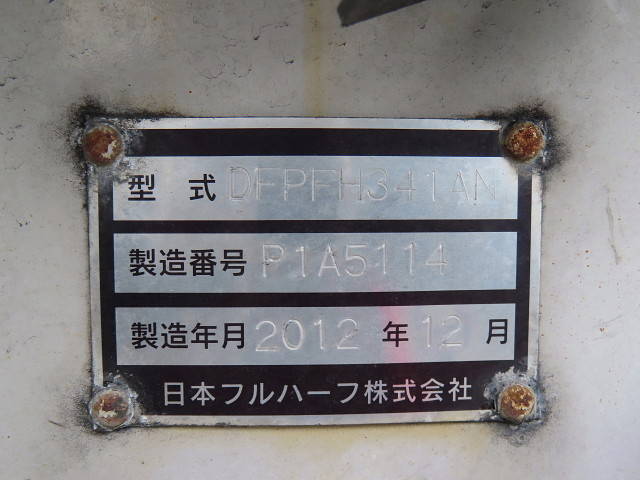 型式 DFPFH341AN
製造番号 P1A5114
製造年月 2012 年 12 月
日本フルハーフ株式会社